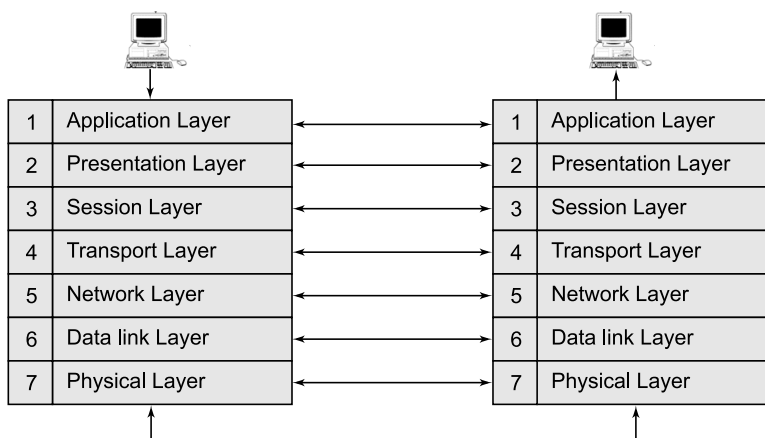 1 Application Layer 1 Application Layer
2 Presentation Layer 2 Presentation Layer
3 Session Layer 3 Session Layer
4 Transport Layer 4 Transport Layer
5 Network Layer 5 Network Layer
6 Data link Layer 6 Data link Layer
7 Physical Layer 7 Physical Layer